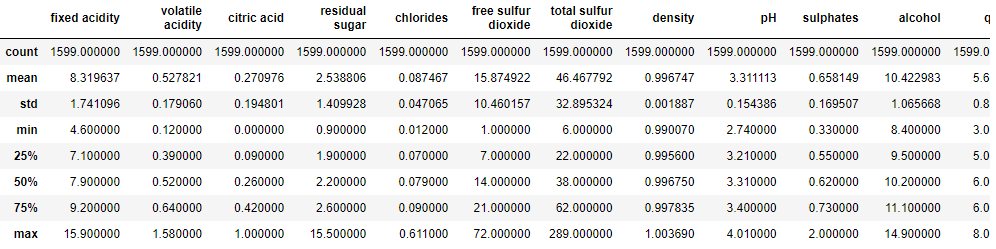 fixed acidity volatile acidity citric acid residual sugar chlorides free sulfur dioxide total sulfur dioxide density pH sulphates alcohol q
count 1599.000000 1599.000000 1599.000000 1599.000000 1599.000000 1599.000000 1599.000000 1599.000000 1599.000000 1599.000000 1599.000000 1599.0
mean 8.319637 0.527821 0.270976 2.538806 0.087467 15.874922 46.467792 0.996747 3.311113 0.658149 10.422983 5.6
std 1.741096 0.179060 0.194801 1.409928 0.047065 10.460157 32.895324 0.001887 0.154386 0.169507 1.065668 0.8
min 4.600000 0.120000 0.000000 0.900000 0.012000 1.000000 6.000000 0.990070 2.740000 0.330000 8.400000 3.0
25% 7.100000 0.390000 0.090000 1.900000 0.070000 7.000000 22.000000 0.995600 3.210000 0.550000 9.500000 5.0
50% 7.900000 0.520000 0.260000 2.200000 0.079000 14.000000 38.000000 0.996750 3.310000 0.620000 10.200000 6.0
75% 9.200000 0.640000 0.420000 2.600000 0.090000 21.000000 62.000000 0.997835 3.400000 0.730000 11.100000 6.0
max 15.900000 1.580000 1.000000 15.500000 0.611000 72.000000 289.000000 1.003690 4.010000 2.000000 14.900000 8.0